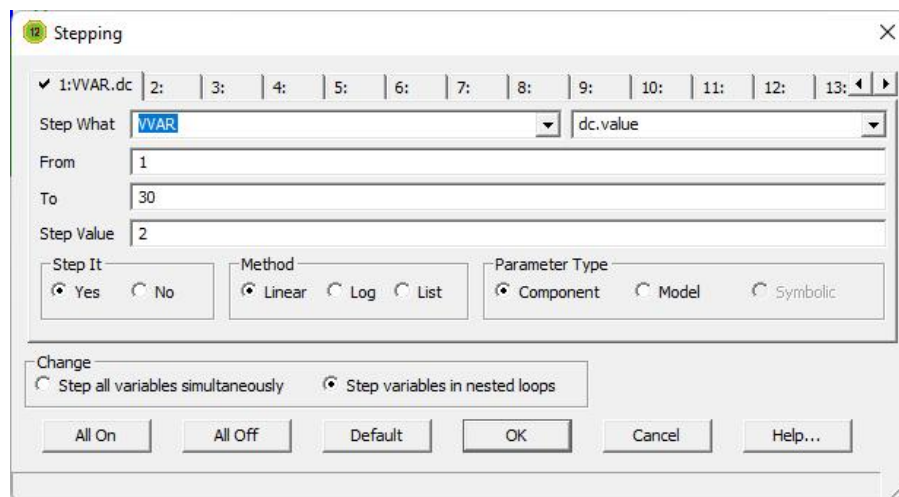 12 Stepping
1:VVAR.dc 2: 3: 4: 5: 6: 7: 8: 9: 10: 11: 12: 13:
Step What VVAR dc.value
From 1
To 30
Step Value 2
Step It Method Parameter Type
Yes No Linear Log List Component Model Symbolic
Change
Step all variables simultaneously Step variables in nested loops
All On All Off Default OK Cancel Help...